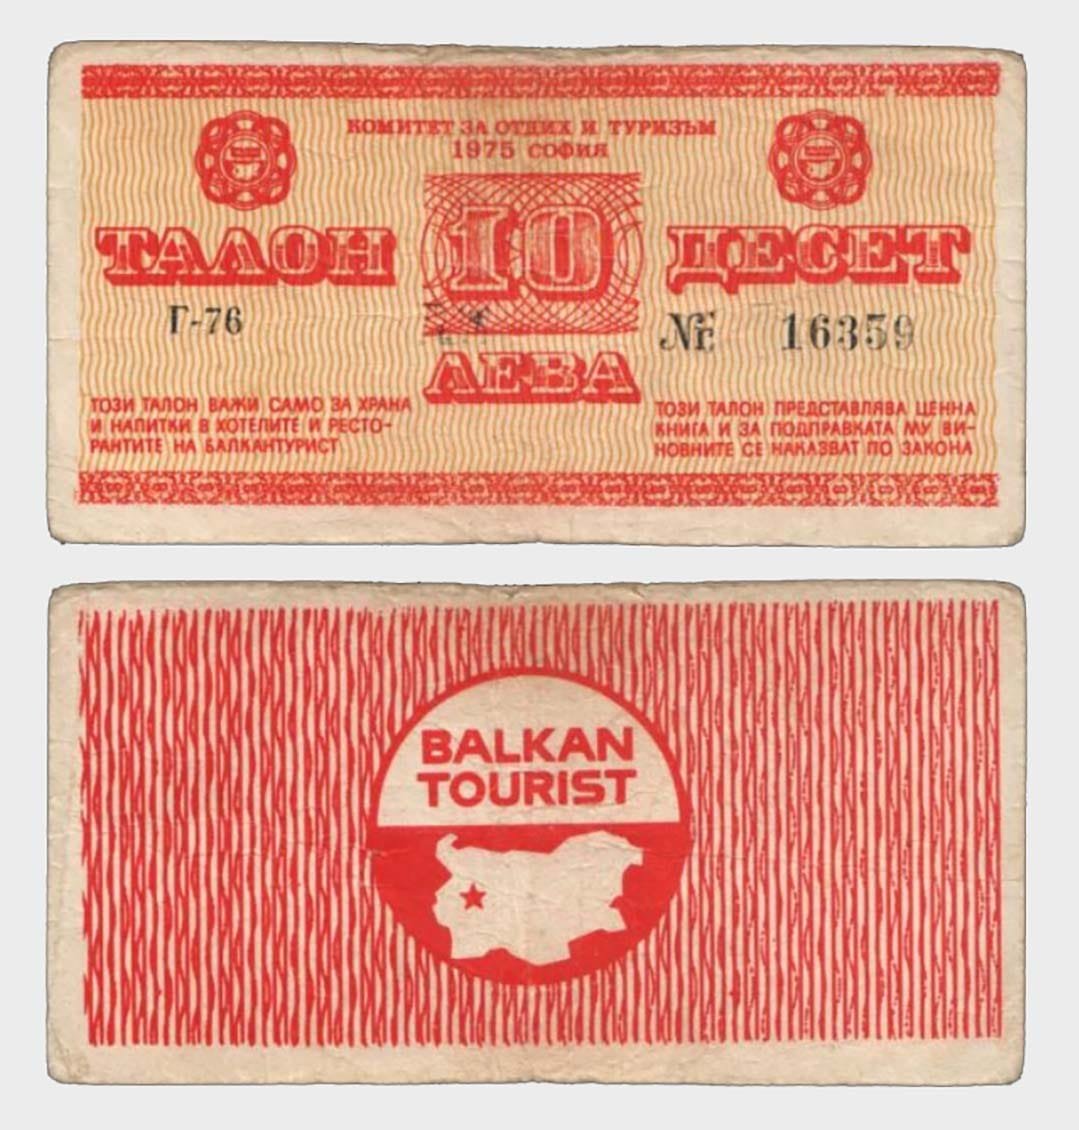 КОМИТЕТ ЗА ОТДИХ И ТУРИЗЪМ
1975 СОФИЯ
ТАЛОН
10
ДЕСЕТ
ЛЕВА
Г-76
№ 16359
ТОЗИ ТАЛОН ВАЖИ САМО ЗА ХРАНА
И НАПИТКИ В ХОТЕЛИТЕ И РЕСТО-
РАНТИТЕ НА БАЛКАНТУРИСТ
ТОЗИ ТАЛОН ПРЕДСТАВЛЯВА ЦЕННА
КНИГА И ЗА ПОДПРАВКАТА МУ ВИ-
НОВНИТЕ СЕ НАКАЗВАТ ПО ЗАКОНА
BALKAN
TOURIST